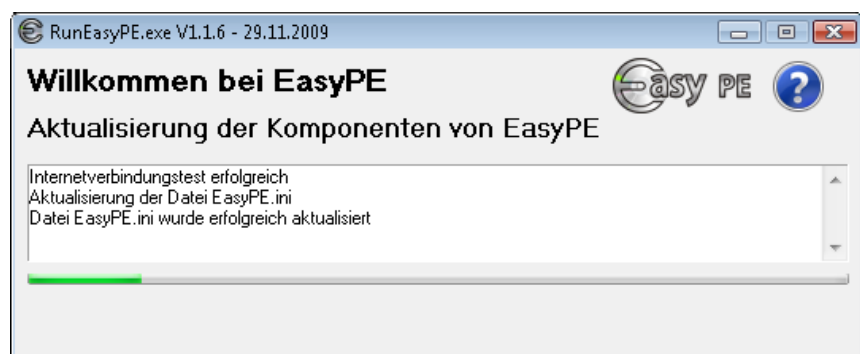 RunEasyPE.exe V1.1.6 - 29.11.2009
Willkommen bei EasyPE
Easy PE ?
Aktualisierung der Komponenten von EasyPE
Internetverbindungstest erfolgreich
Aktualisierung der Datei EasyPE.ini
Datei EasyPE.ini wurde erfolgreich aktualisiert